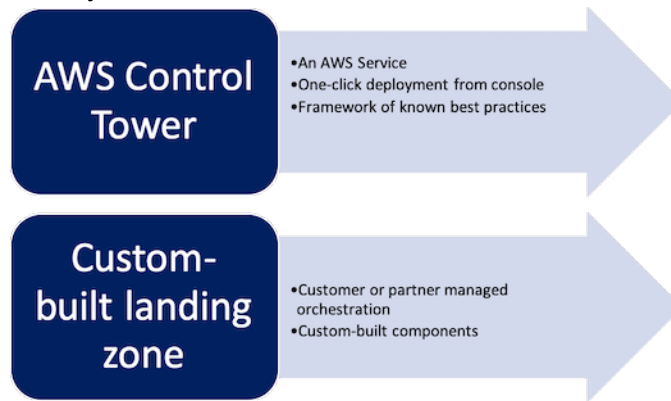 AWS Control
Tower
•An AWS Service
•One-click deployment from console
•Framework of known best practices
Custom-
built landing
zone
•Customer or partner managed
orchestration
•Custom-built components